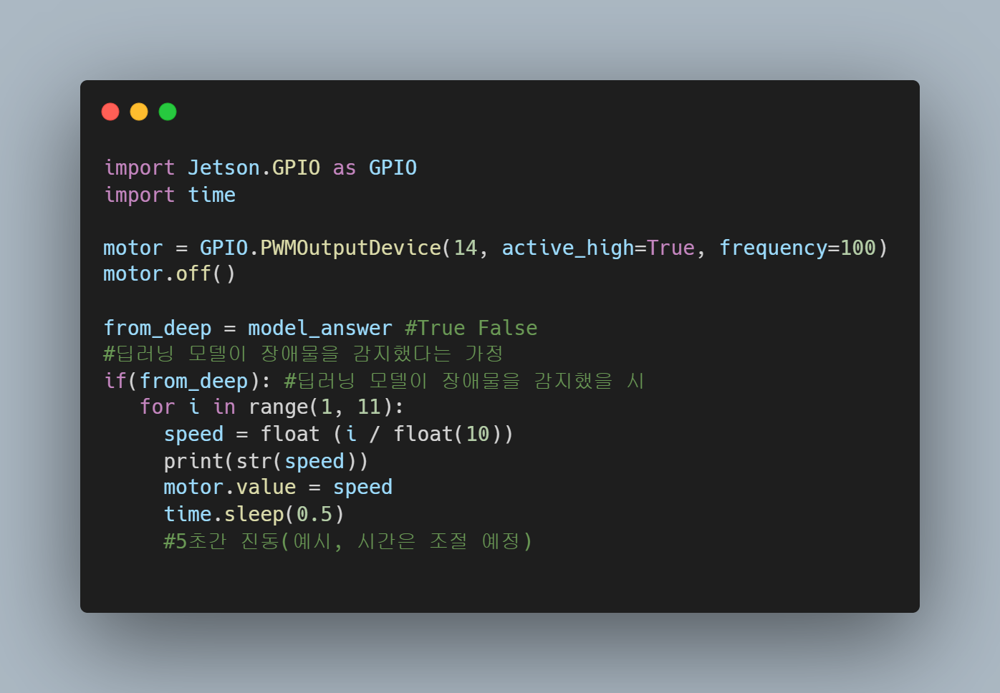 import Jetson.GPIO as GPIO
import time
motor = GPIO.PWMOutputDevice(14, active_high=True, frequency=100)
motor.off()
from_deep = model_answer #True False
#딥러닝 모델이 장애물을 감지했다는 가정
if(from_deep): #딥러닝 모델이 장애물을 감지했을 시
for i in range(1, 11):
speed = float (i / float(10))
print(str(speed))
motor.value = speed
time.sleep(0.5)
#5초간 진동(예시, 시간은 조절 예정)